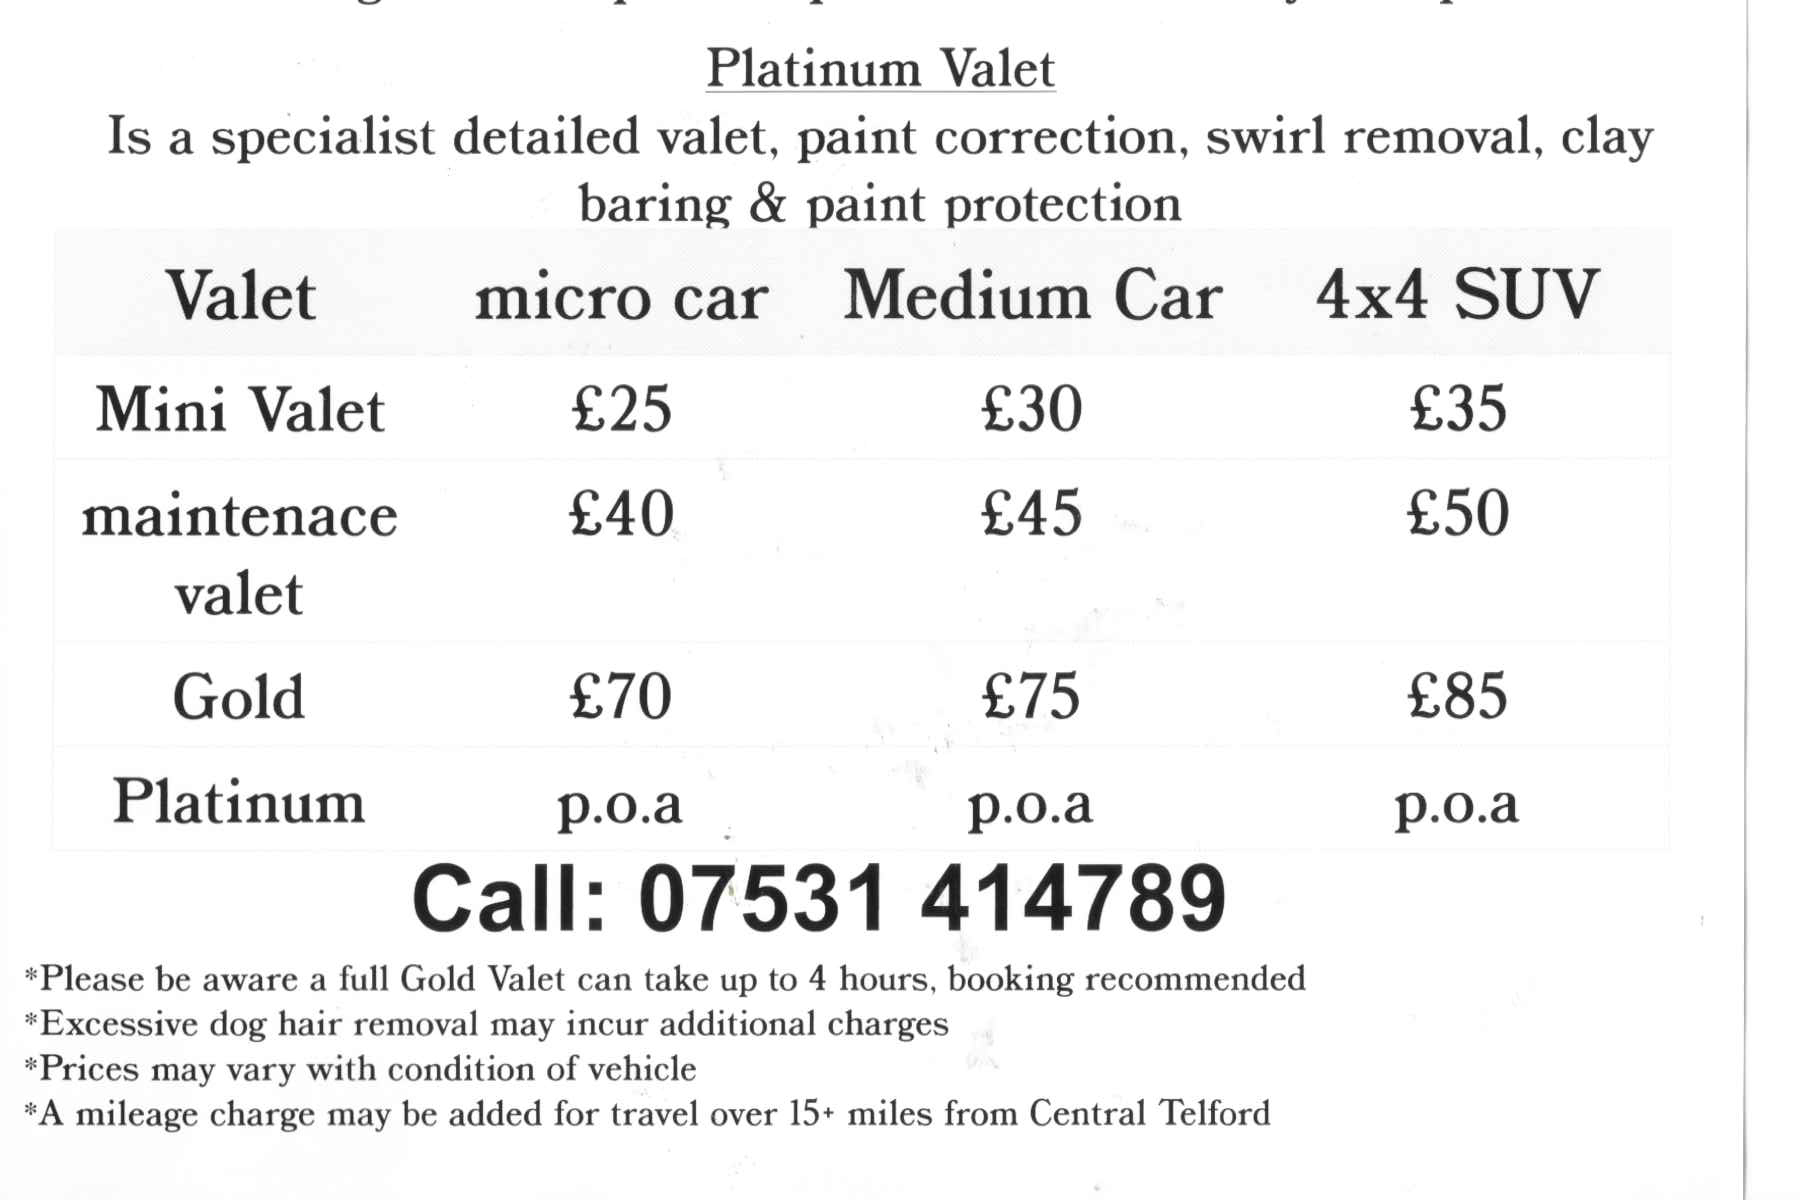 Platinum Valet
Is a specialist detailed valet, paint correction, swirl removal, clay
baring & paint protection
Valet micro car Medium Car 4x4 SUV
Mini Valet £25 £30 £35
maintenace £40 £45 £50
valet
Gold £70 £75 £85
Platinum p.o.a p.o.a p.o.a
Call: 07531 414789
*Please be aware a full Gold Valet can take up to 4 hours, booking recommended
*Excessive dog hair removal may incur additional charges
*Prices may vary with condition of vehicle
*A mileage charge may be added for travel over 15+ miles from Central Telford